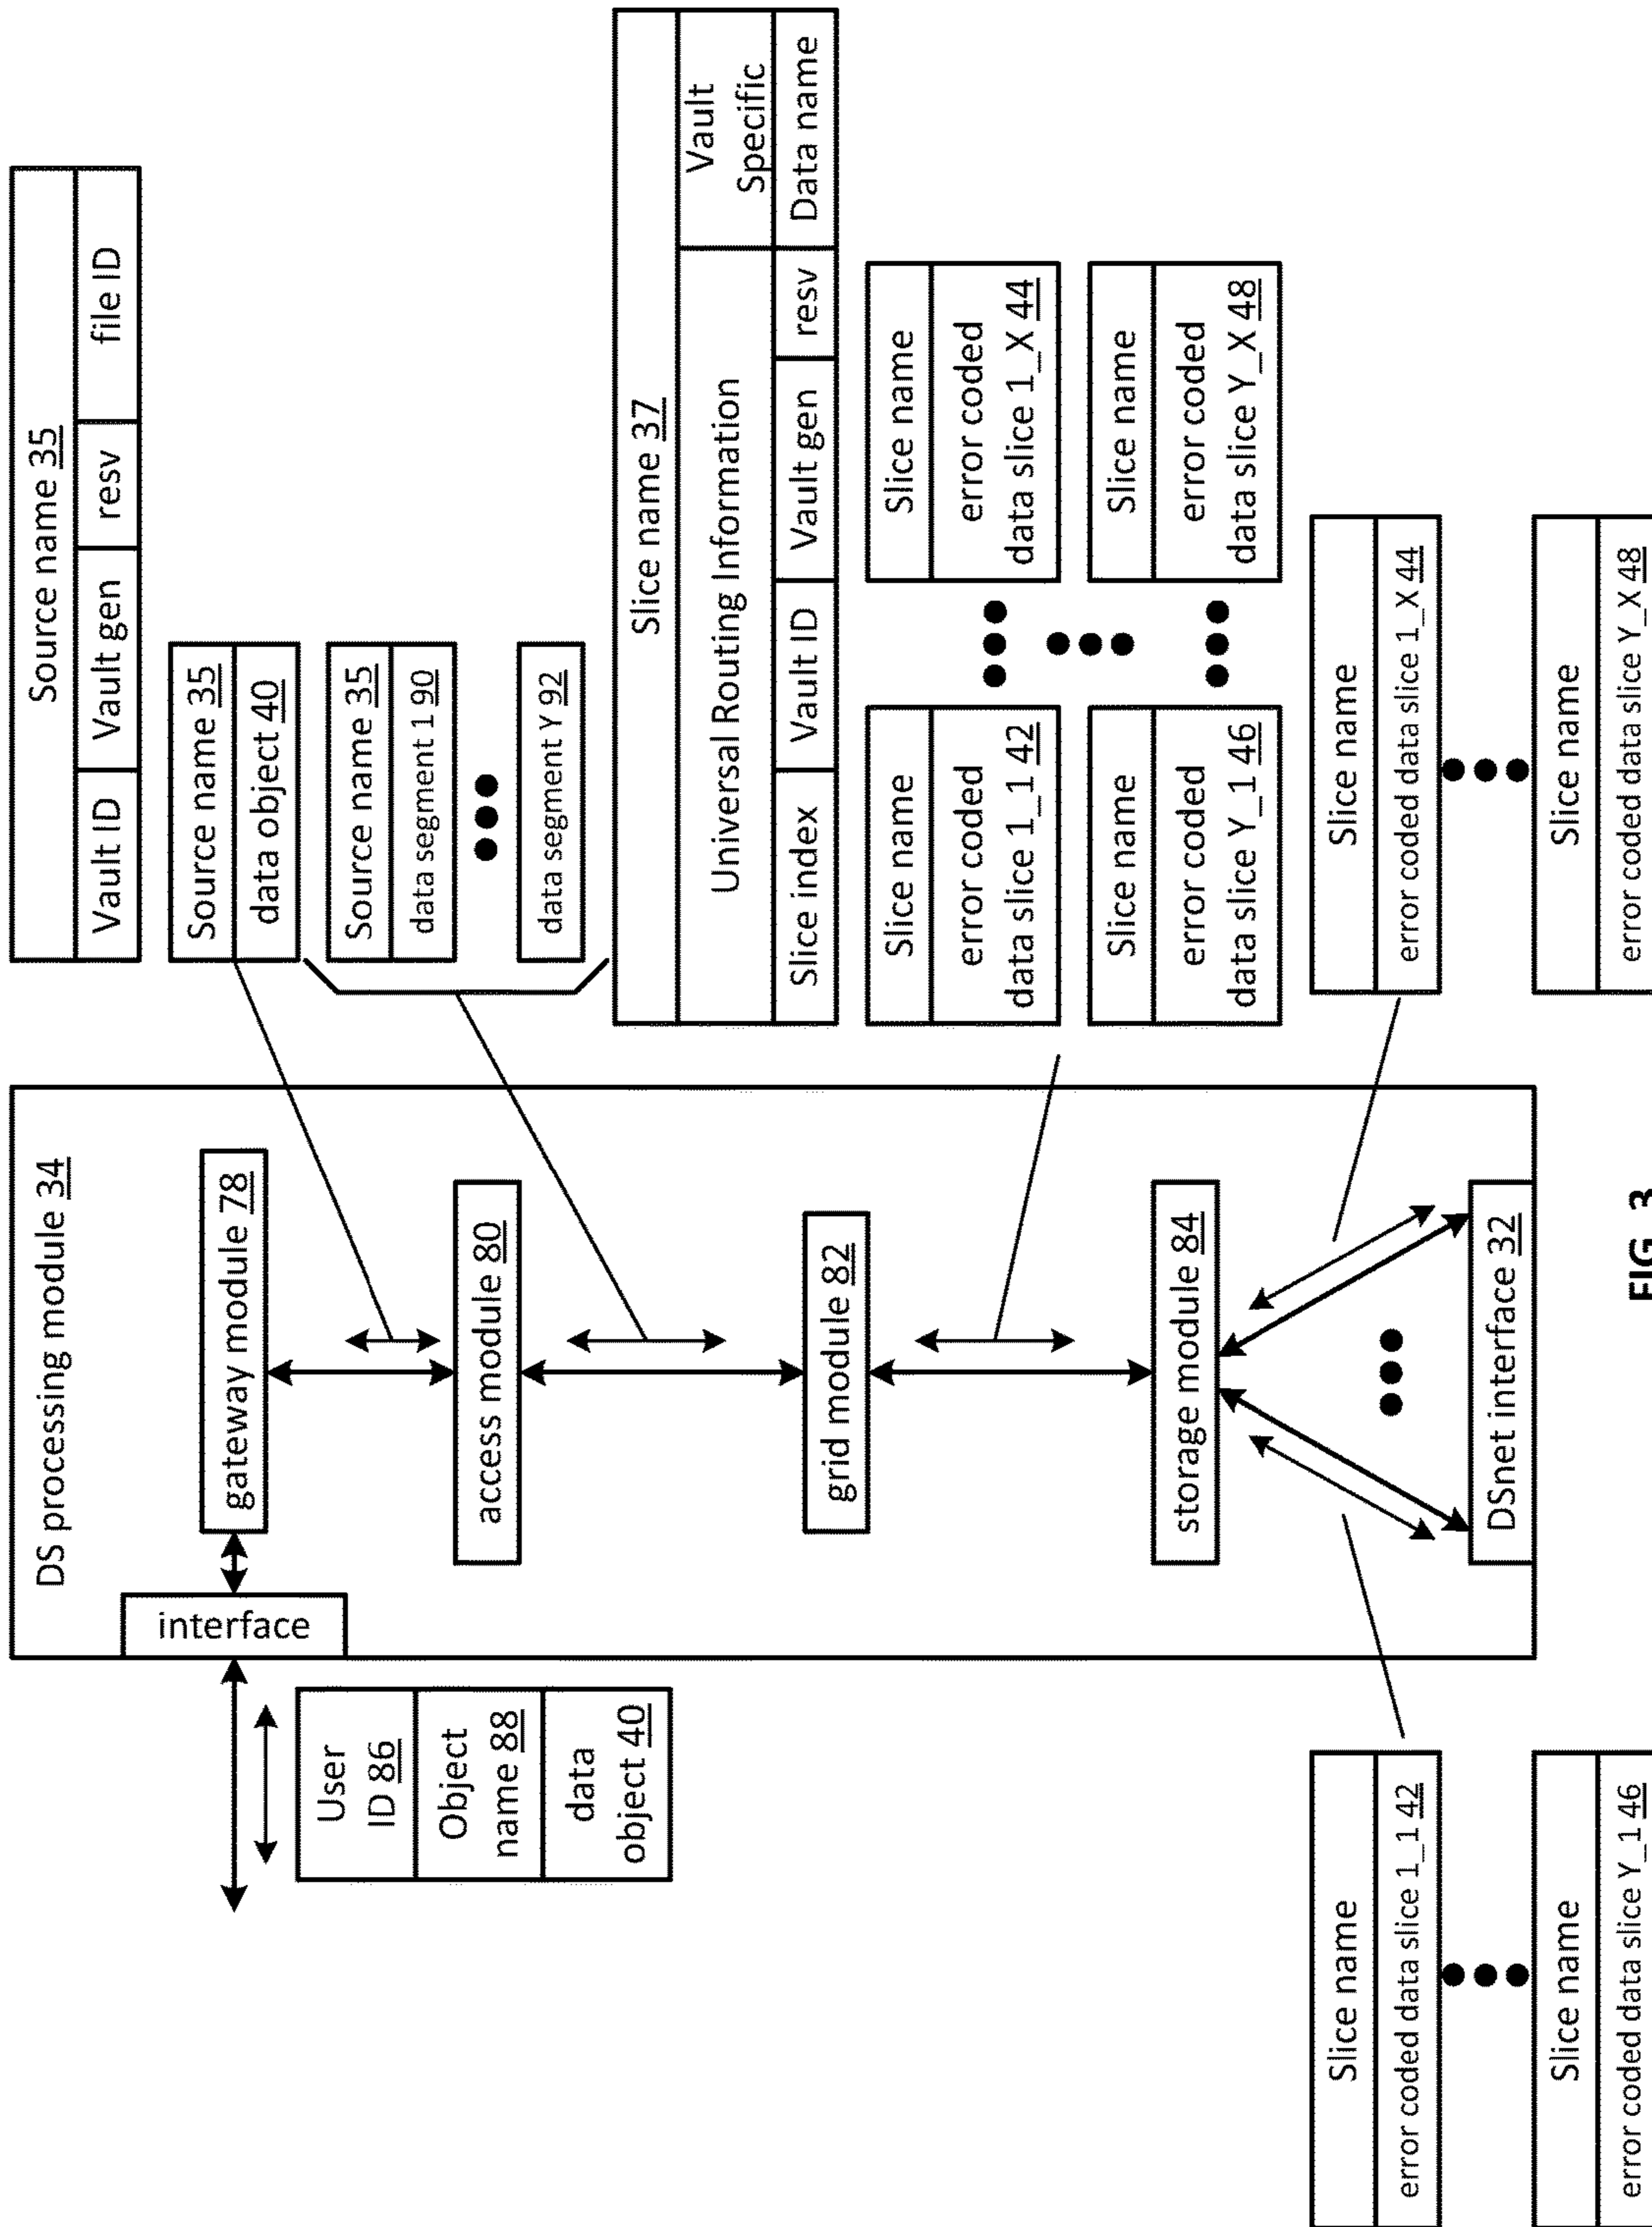 DS processing module 34
interface
gateway module 78
access module 80
grid module 82
storage module 84
DSnet interface 32
User
ID 86
Object
name 88
data
object 40
Source name 35
Vault ID
Vault gen
resv
file ID
Source name 35
data object 40
Source name 35
data segment 1 90
data segment Y 92
Slice name 37
Universal Routing Information
Vault
Specific
Slice index
Vault ID
Vault gen
resv
Data name
Slice name
error coded
data slice 1_1 42
Slice name
error coded
data slice 1_X 44
Slice name
error coded
data slice Y_1 46
Slice name
error coded
data slice Y_X 48
Slice name
error coded data slice 1_1 42
Slice name
error coded data slice Y_1 46
Slice name
error coded data slice 1_X 44
Slice name
error coded data slice Y_X 48
FIG. 3